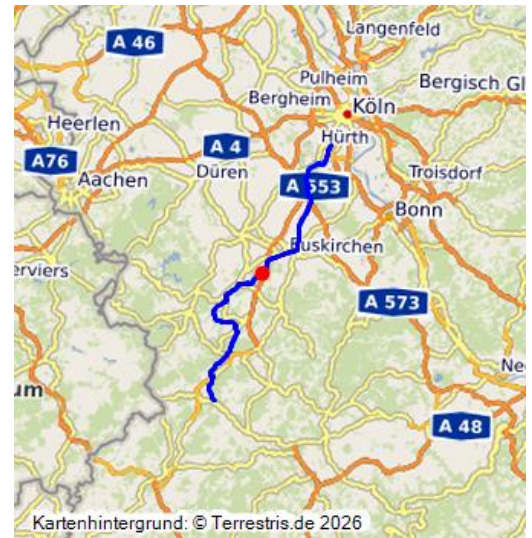 A 46
Langenfeld
Pulheim
Bergisch Gl
Bergheim
Köln
Heerlen
Hürth
A 4
A76
Düren
Troisdorf
Aachen
A 553
Bonn
Euskirchen
erviers
A 573
Ne
um
A 48
Kartenhintergrund: © Terrestris.de 2026